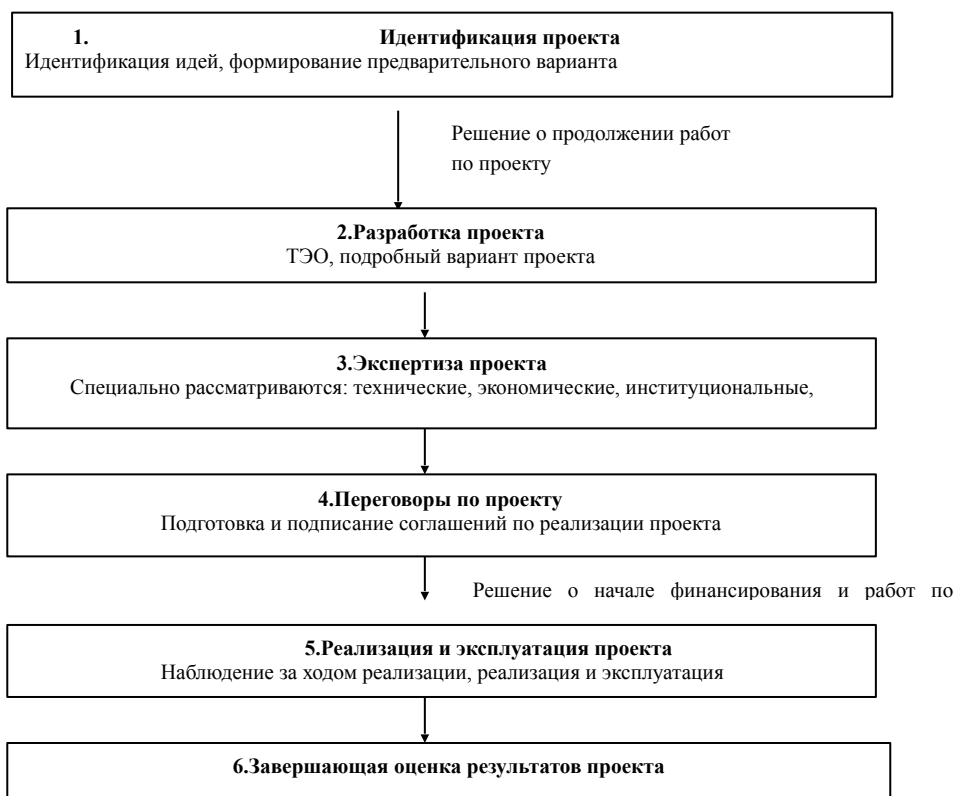 1. Идентификация проекта
Идентификация идей, формирование предварительного варианта
Решение о продолжении работ
по проекту
2.Разработка проекта
ТЭО, подробный вариант проекта
3.Экспертиза проекта
Специально рассматриваются: технические, экономические, институциональные,
4.Переговоры по проекту
Подготовка и подписание соглашений по реализации проекта
Решение о начале финансирования и работ по
5.Реализация и эксплуатация проекта
Наблюдение за ходом реализации, реализация и эксплуатация
6.Завершающая оценка результатов проекта